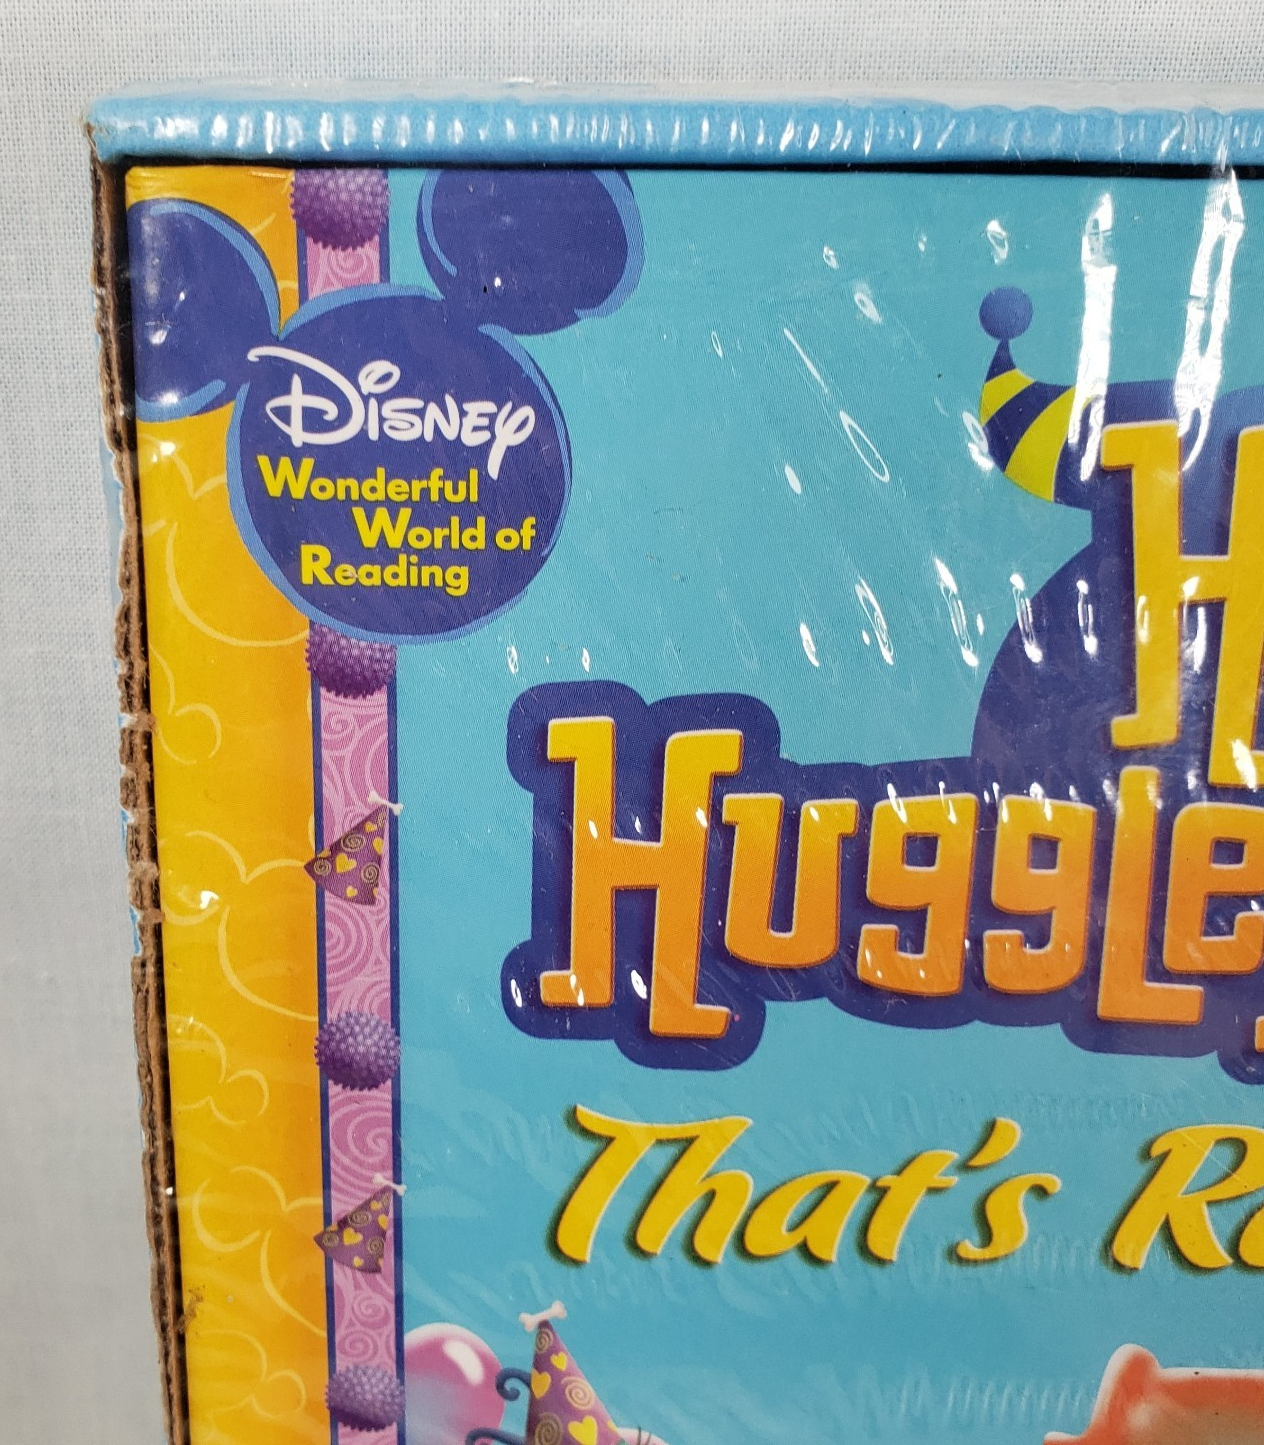 Disney
Wonderful
World of
Reading
Huggle
That's